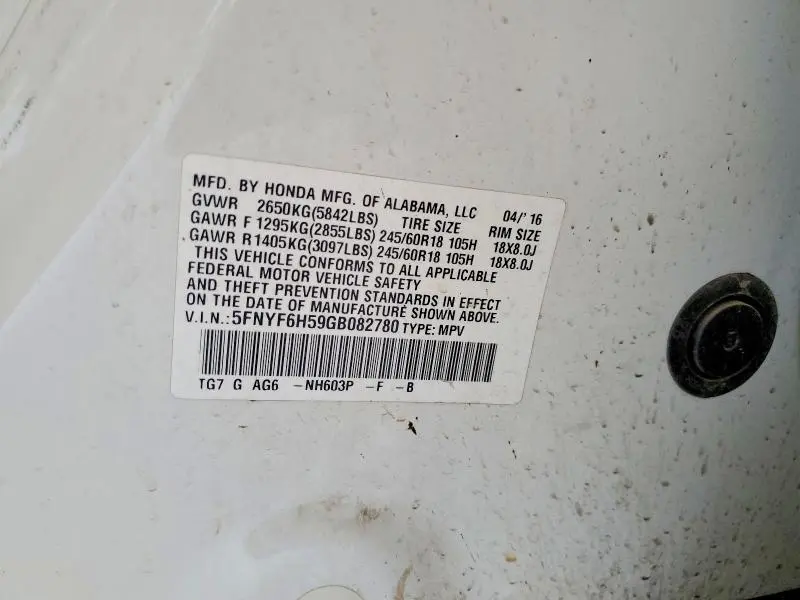 MFD. BY HONDA MFG. OF ALABAMA, LLC 04/' 16
GVWR 2650KG(5842LBS) TIRE SIZE RIM SIZE
GAWR F 1295KG(2855LBS) 245/60R18 105H 18X8.0J
GAWR R1405KG(3097LBS) 245/60R18 105H 18X8.0J
THIS VEHICLE CONFORMS TO ALL APPLICABLE
FEDERAL MOTOR VEHICLE SAFETY
AND THEFT PREVENTION STANDARDS IN EFFECT
ON THE DATE OF MANUFACTURE SHOWN ABOVE.
V.I.N.:5FNYF6H59GB082780 TYPE: MPV
TG7 G AG6 -NH603P -F -B